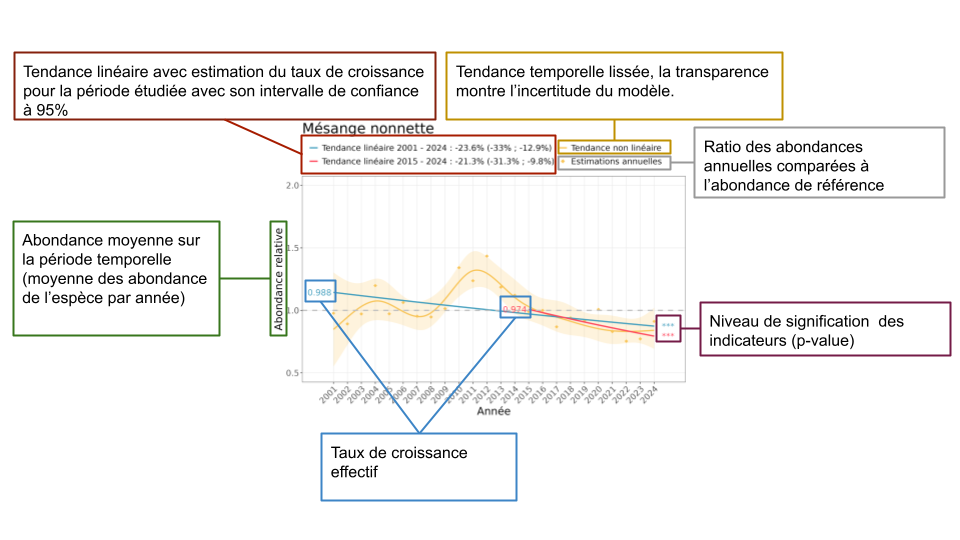 Tendance linéaire avec estimation du taux de croissance
pour la période étudiée avec son intervalle de confiance
à 95%
Tendance temporelle lissée, la transparence
montre l'incertitude du modèle.
Mésange nonnette
Tendance linéaire 2001 - 2024 : -23.6% (-33% ; -12.9%)
Tendance linéaire 2015 - 2024 : -21.3% (-31.3% ; -9.8%)
Tendance non linéaire
Estimations annuelles
Ratio des abondances
annuelles comparées à
l'abondance de référence
Abondance moyenne sur
la période temporelle
(moyenne des abondance
de l'espèce par année)
Abondance relative
2.0
1.5
1.0
0.5
0.988
0.974
***
***
Niveau de signification  des
indicateurs (p-value)
2001 2002 2003 2004 2005 2006 2007 2008 2009 2010 2011 2012 2013 2014 2015 2016 2017 2018 2019 2020 2021 2022 2023 2024
Année
Taux de croissance
effectif